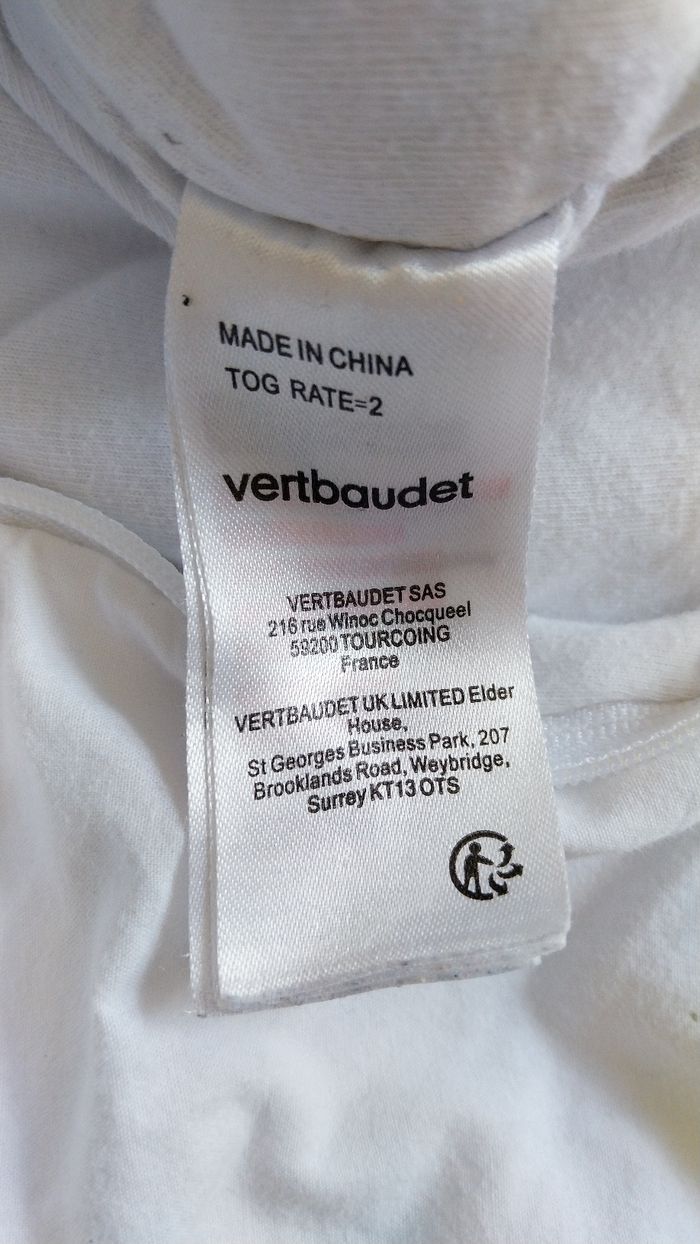 MADE IN CHINA
TOG RATE=2
vertbaudet
VERTBAUDET SAS
216 rue Winoc Chocqueel
59200 TOURCOING
France
VERTBAUDET UK LIMITED Elder
House,
St Georges Business Park, 207
Brooklands Road, Weybridge,
Surrey KT13 OTS